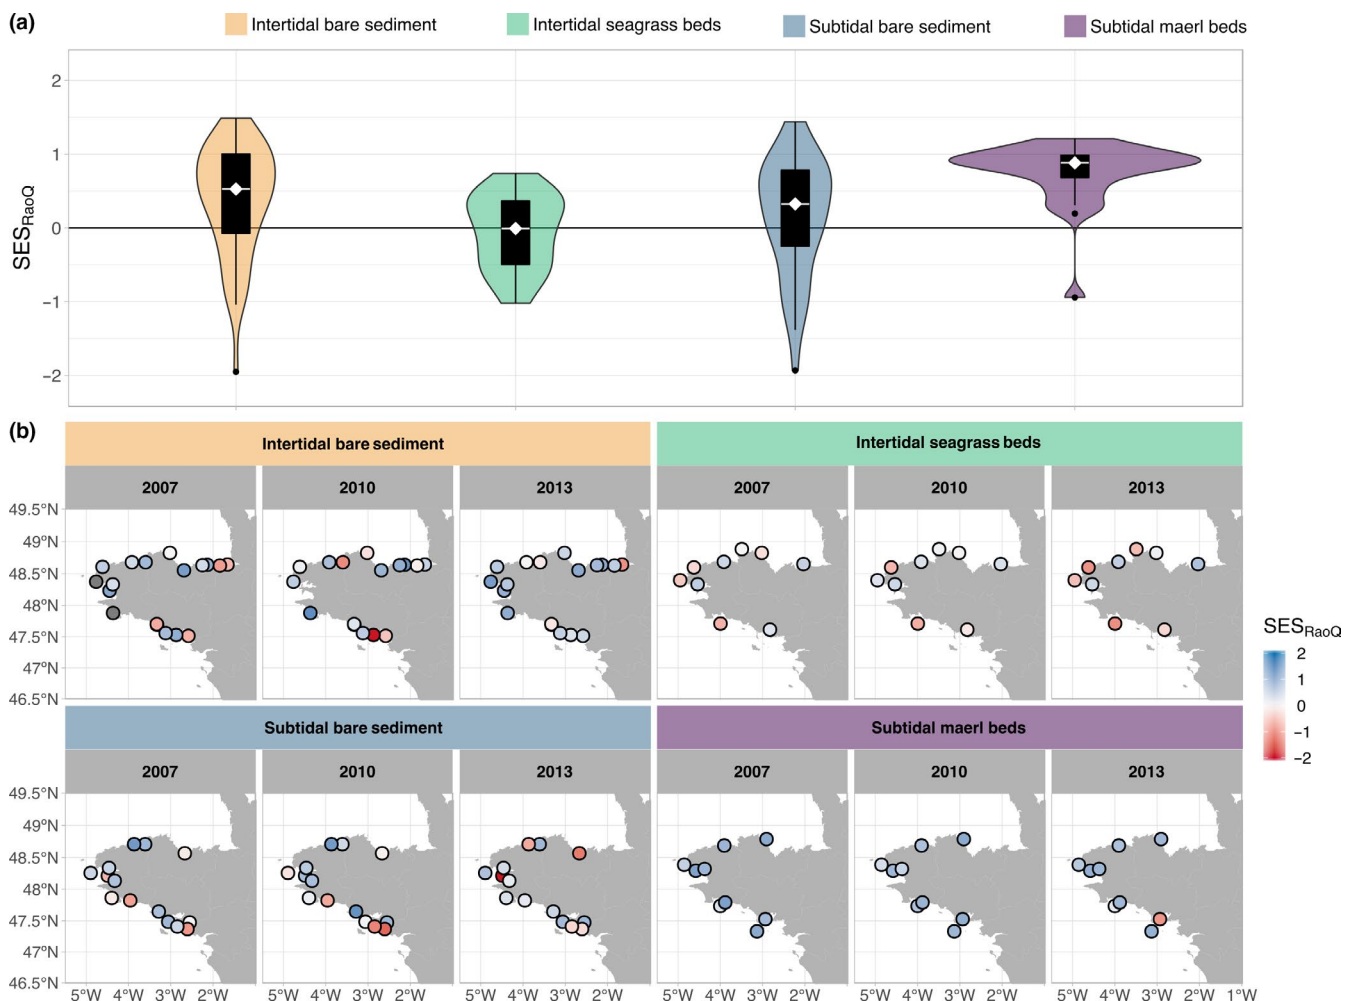 (a)
Intertidal bare sediment
Intertidal seagrass beds
Subtidal bare sediment
Subtidal maerl beds
2
1
0
−1
−2
SESRaoQ
(b)
Intertidal bare sediment
Intertidal seagrass beds
2007
2010
2013
2007
2010
2013
49.5°N
49°N
48.5°N
48°N
47.5°N
47°N
46.5°N
SESRaoQ
2
1
0
−1
−2
Subtidal bare sediment
Subtidal maerl beds
2007
2010
2013
2007
2010
2013
49.5°N
49°N
48.5°N
48°N
47.5°N
47°N
46.5°N
5°W 4°W 3°W 2°W
5°W 4°W 3°W 2°W
5°W 4°W 3°W 2°W
5°W 4°W 3°W 2°W
5°W 4°W 3°W 2°W
5°W 4°W 3°W 2°W 1°W